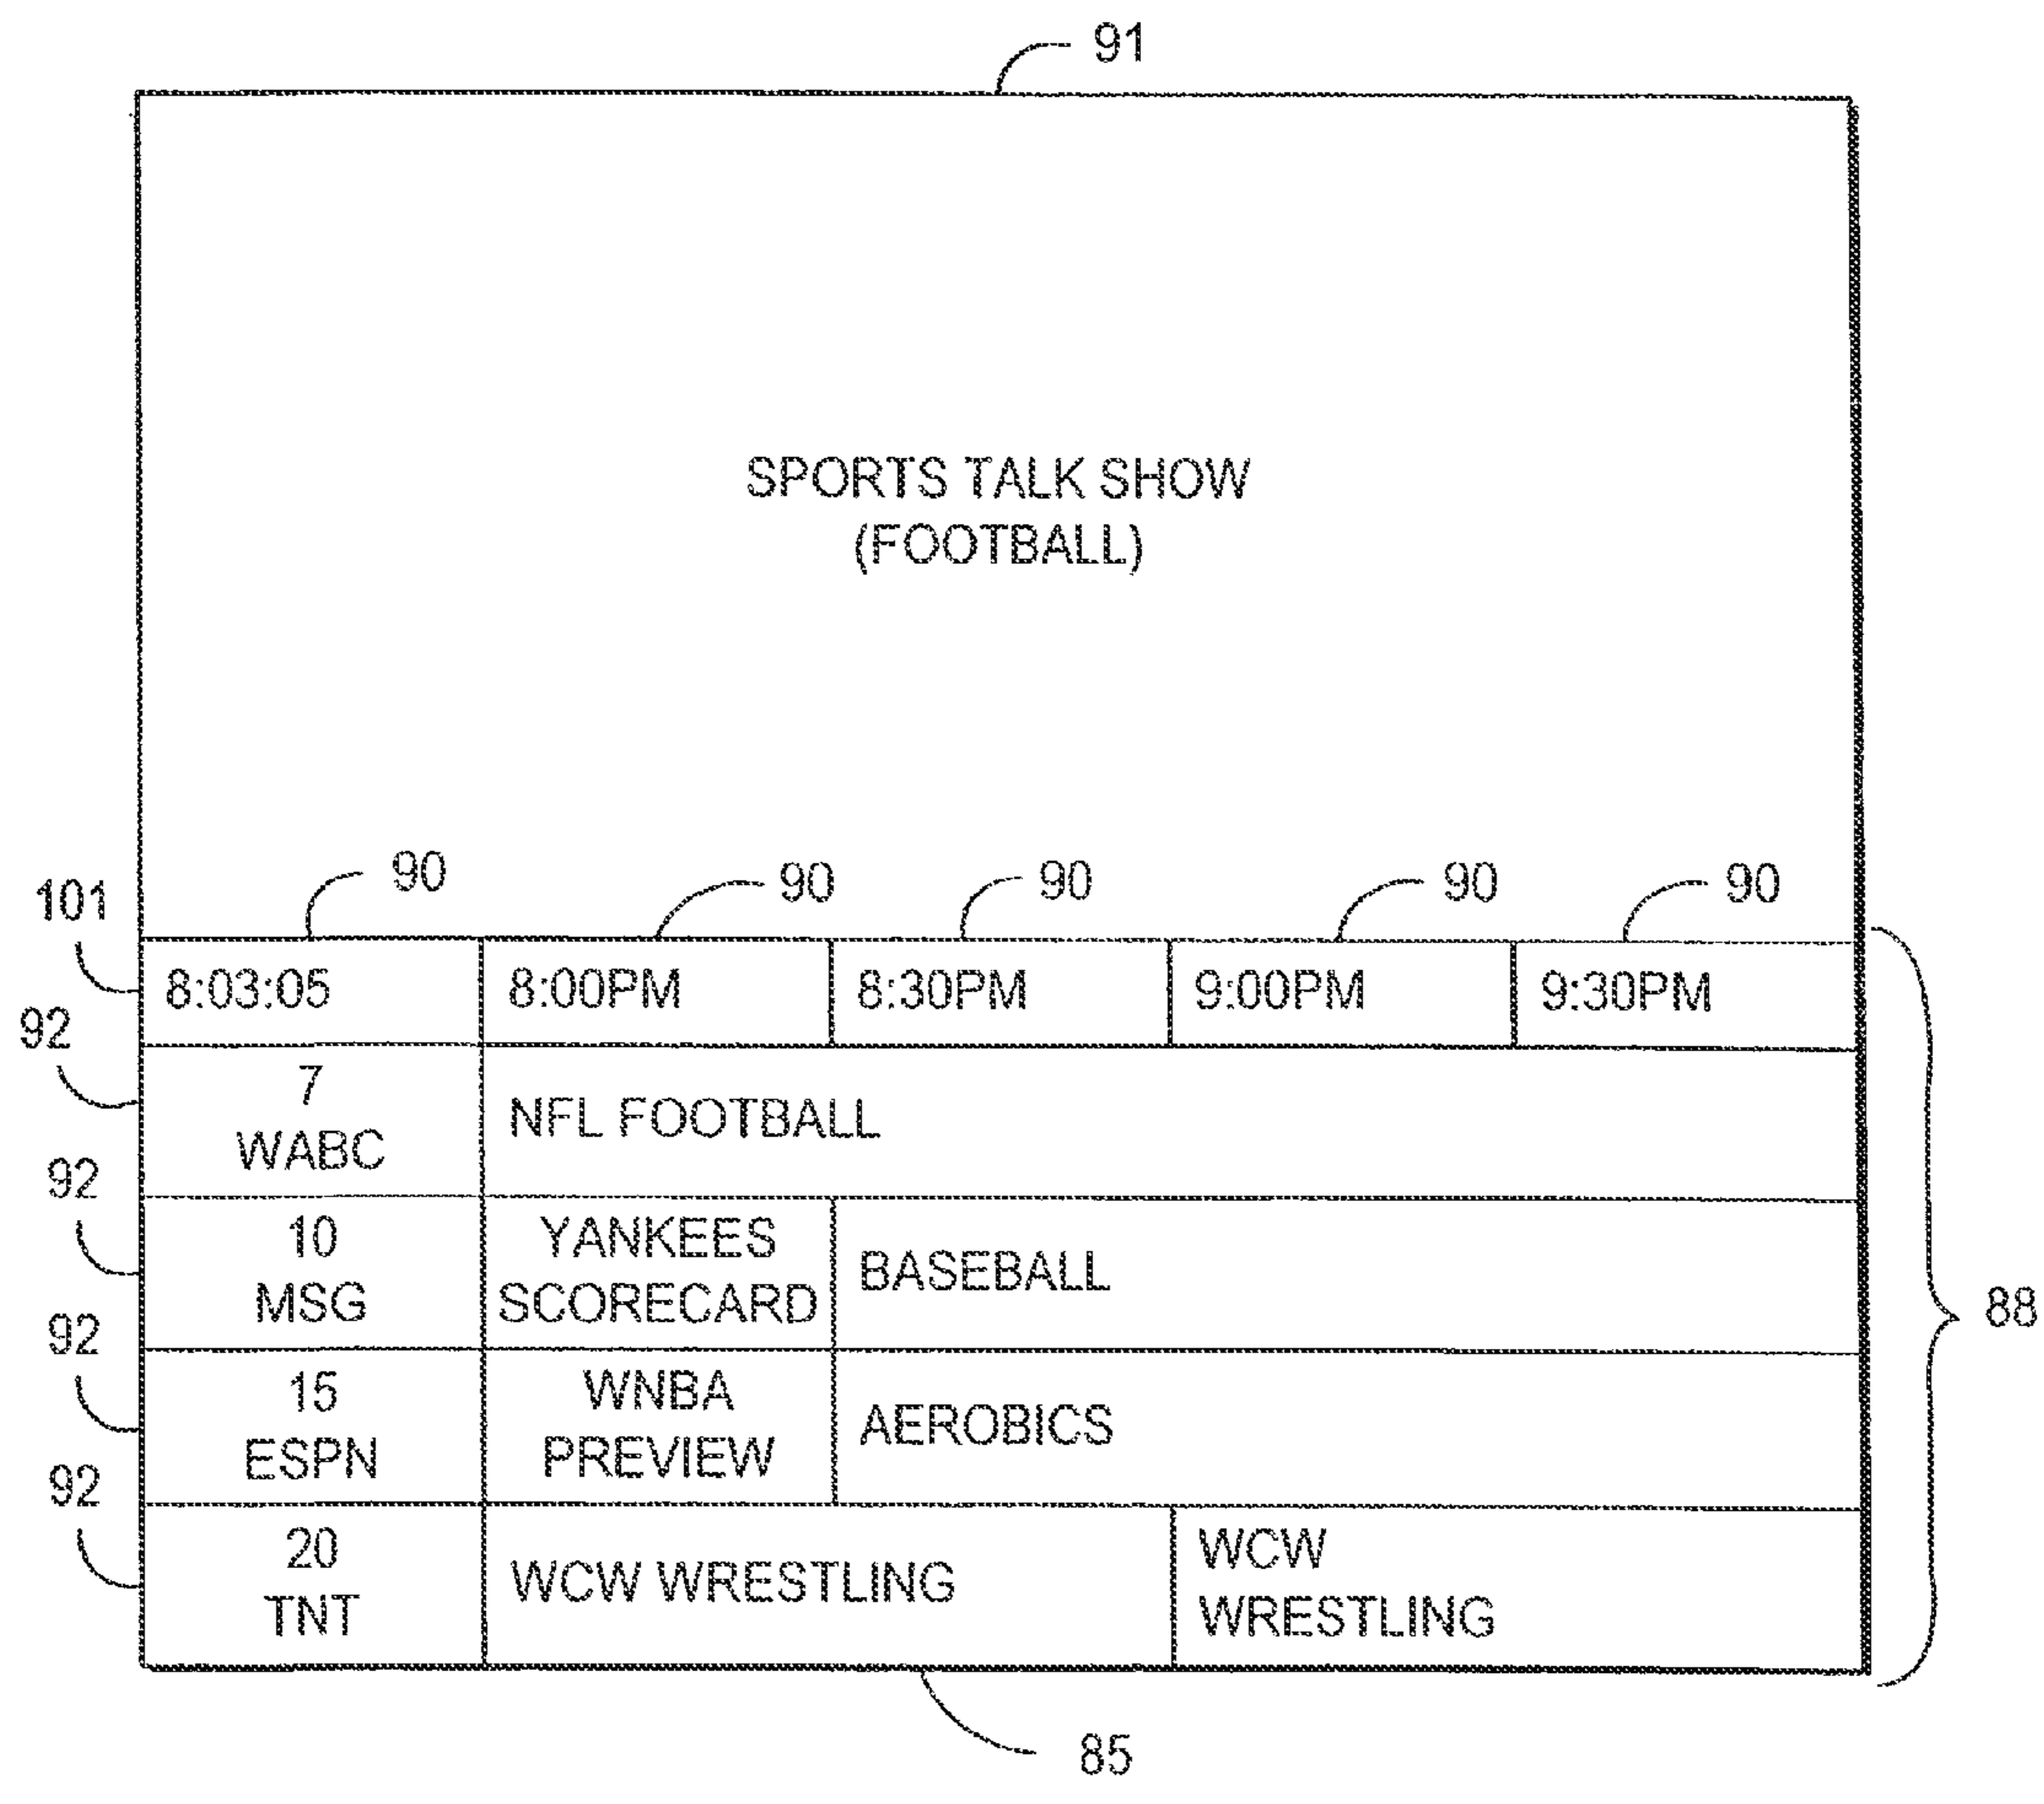 91
SPORTS TALK SHOW
(FOOTBALL)
90
90
90
90
90
101
8:03:05
8:00PM
8:30PM
9:00PM
9:30PM
92
7
WABC
NFL FOOTBALL
92
10
MSG
YANKEES
SCORECARD
BASEBALL
88
92
15
ESPN
WNBA
PREVIEW
AEROBICS
92
20
TNT
WCW WRESTLING
WCW
WRESTLING
85